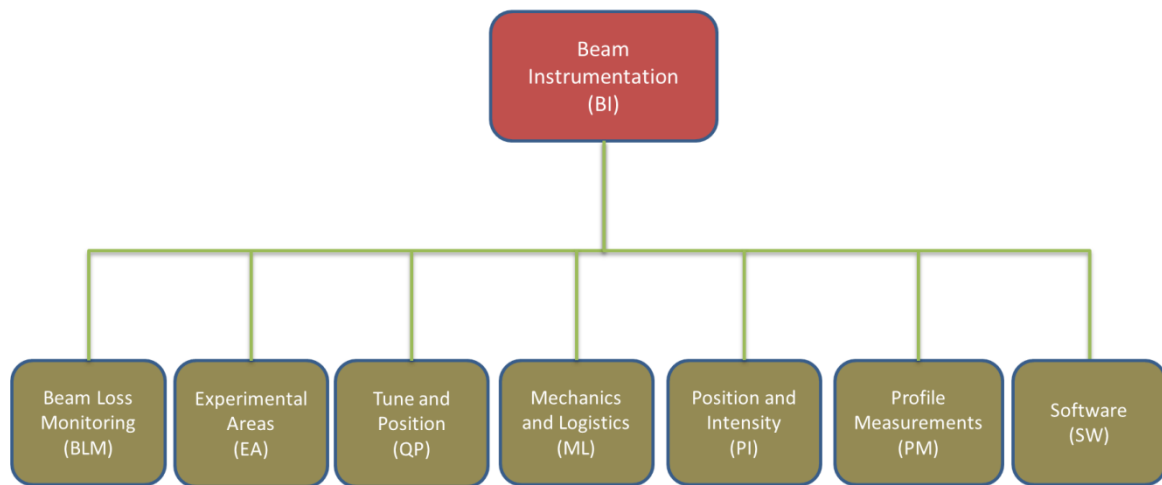 Beam
Instrumentation
(BI)
Beam Loss
Monitoring
(BLM)
Experimental
Areas
(EA)
Tune and
Position
(QP)
Mechanics
and Logistics
(ML)
Position and
Intensity
(PI)
Profile
Measurements
(PM)
Software
(SW)